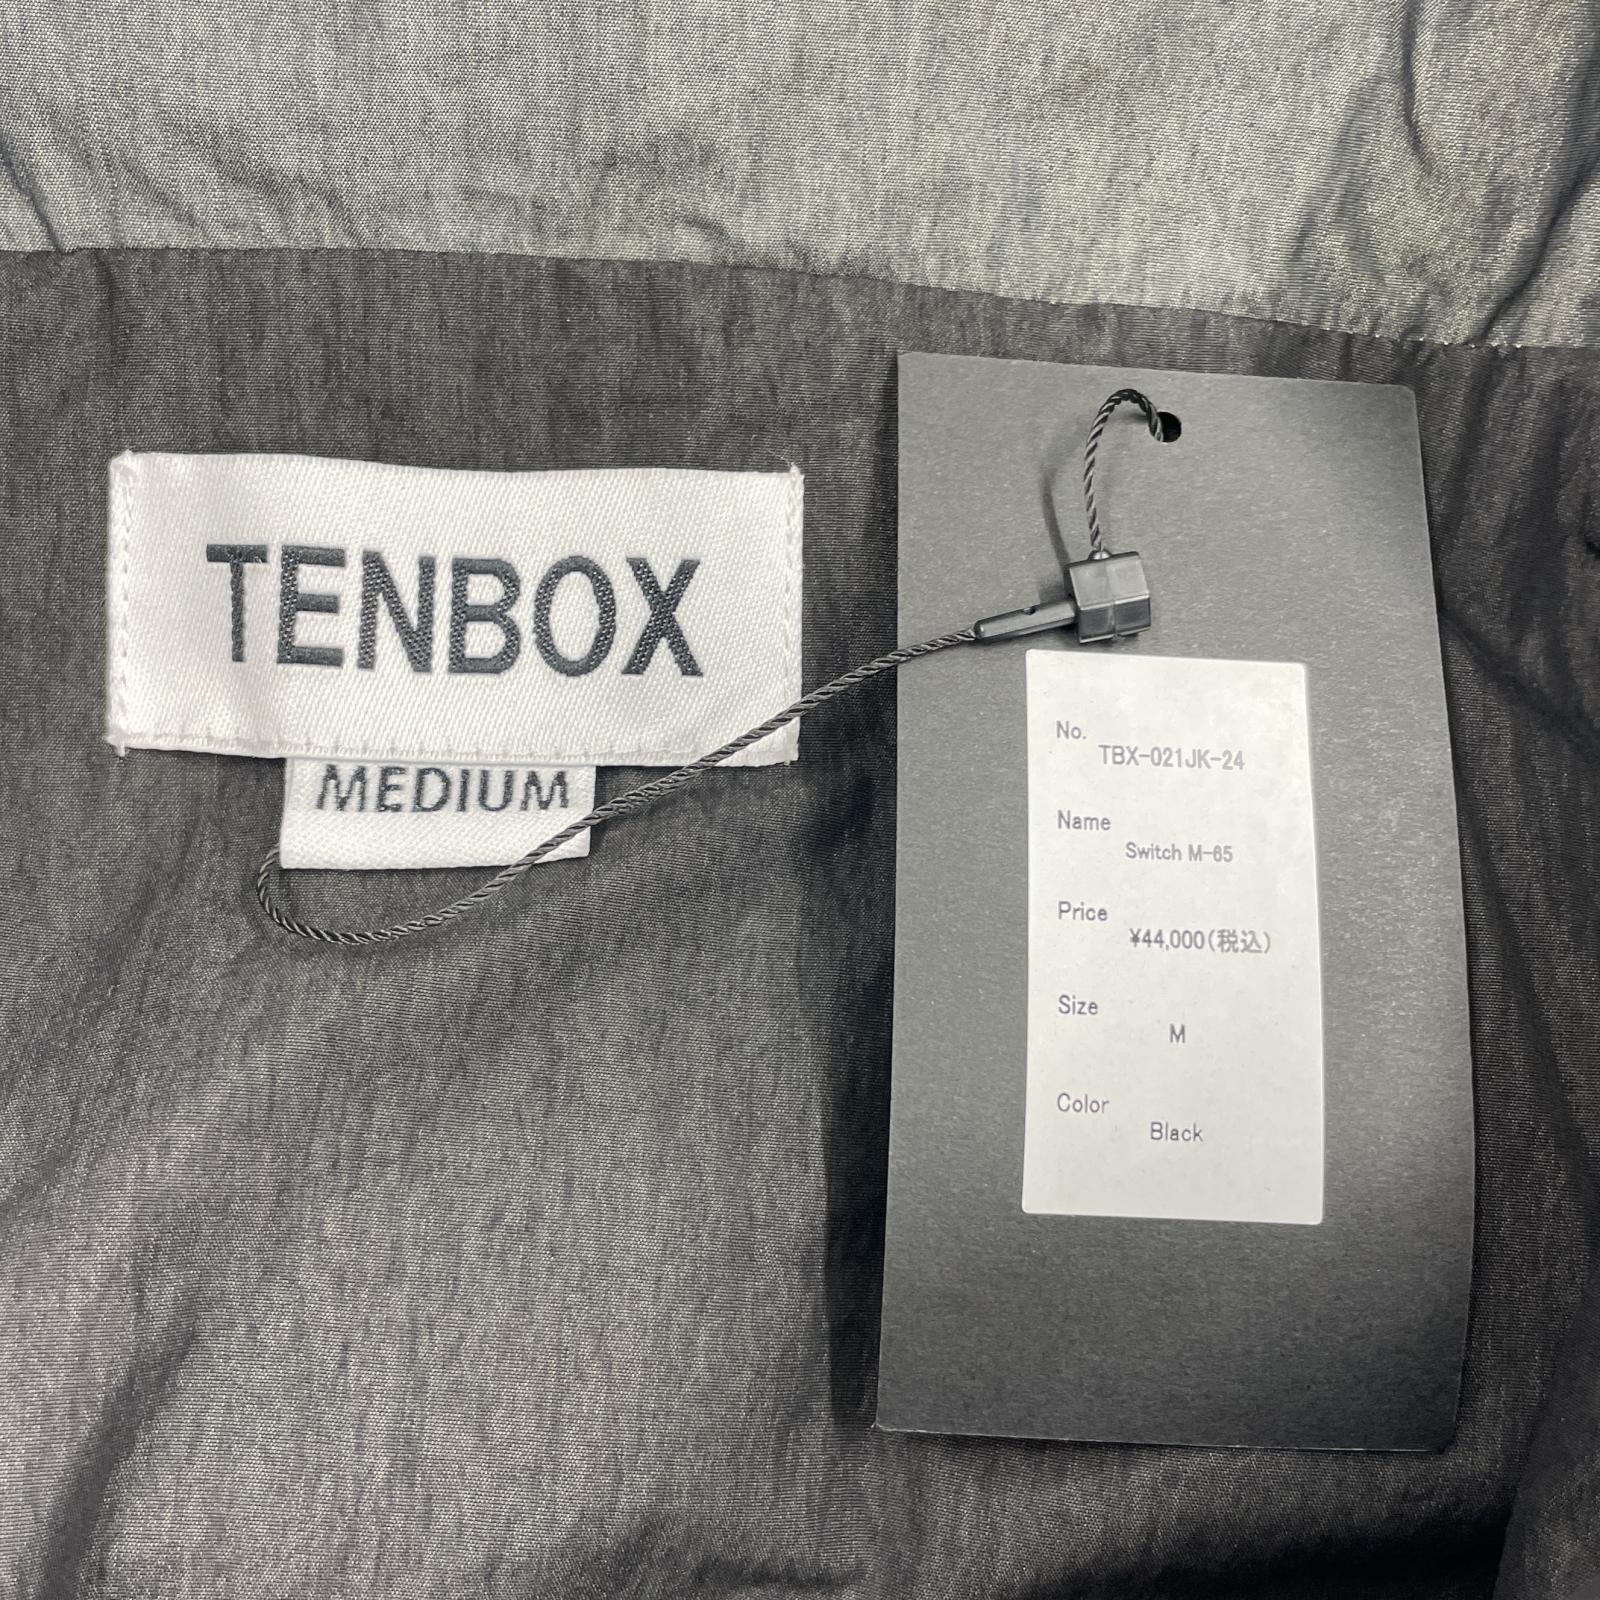 TENBOX
MEDIUM
No.
TBX-021JK-24
Name
Switch M-65
Price
¥44,000(税込)
Size
M
Color
Black